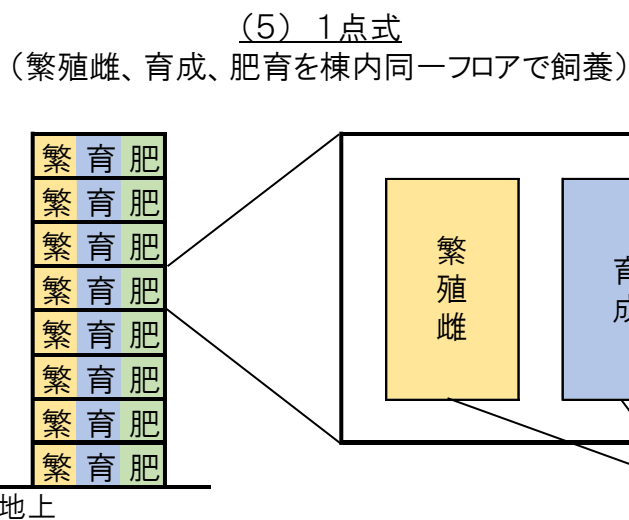 （5） 1点式
（繁殖雌、育成、肥育を棟内同一フロアで飼養）
繁 育 肥
繁 育 肥
繁 育 肥
繁 育 肥
繁 育 肥
繁 育 肥
繁 育 肥
繁 育 肥
地上
繁殖雌
育成